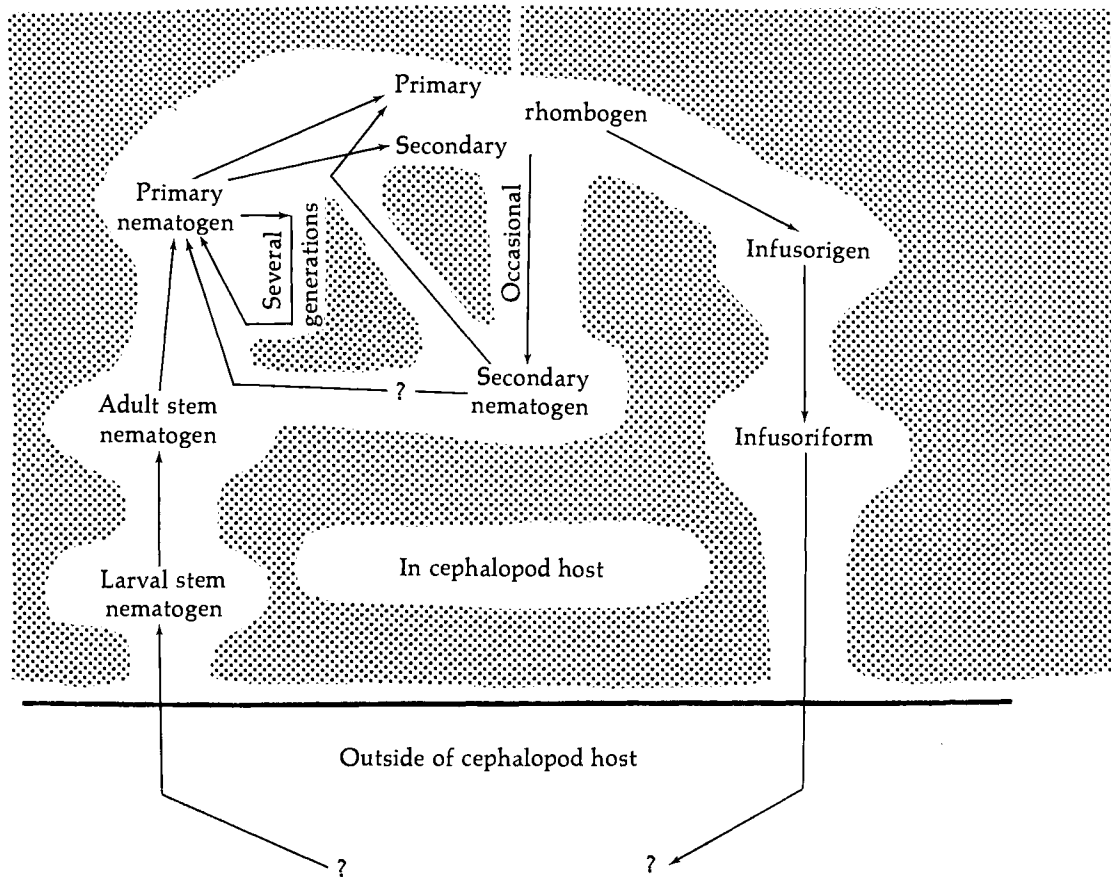 Primary
rhombogen
Secondary
Primary
nematogen
Several
generations
Occasional
Infusorigen
Secondary
nematogen
?
Adult stem
nematogen
Infusoriform
In cephalopod host
Larval stem
nematogen
Outside of cephalopod host
?
?